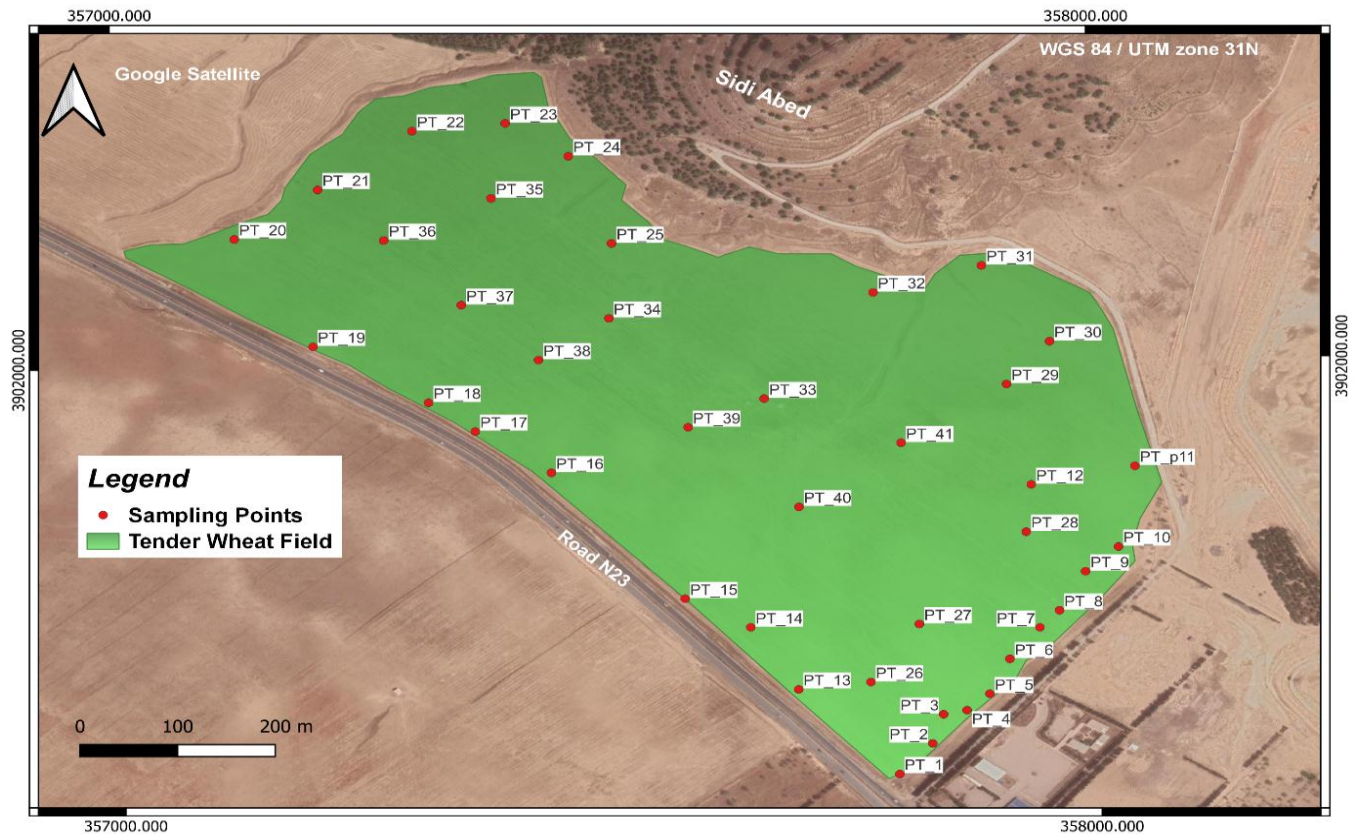 357000.000
358000.000
WGS 84 / UTM zone 31N
Google Satellite
Sidi Abed
PT_23
PT_22
PT_24
PT_35
PT_21
PT_20
PT_36
PT_25
PT_31
PT_32
PT_37
PT_34
PT_30
PT_19
PT_38
3902000.000
3902000.000
PT_29
PT_33
PT_18
PT_39
PT_17
PT_41
PT_p11
PT_16
PT_12
Legend
Sampling Points
Tender Wheat Field
PT_40
PT_28
PT_10
Road N23
PT_9
PT_15
PT_8
PT_14
PT_27
PT_7
PT_6
PT_26
PT_13
PT_5
PT_3
PT_4
PT_2
PT_1
0 100 200 m
357000.000
358000.000